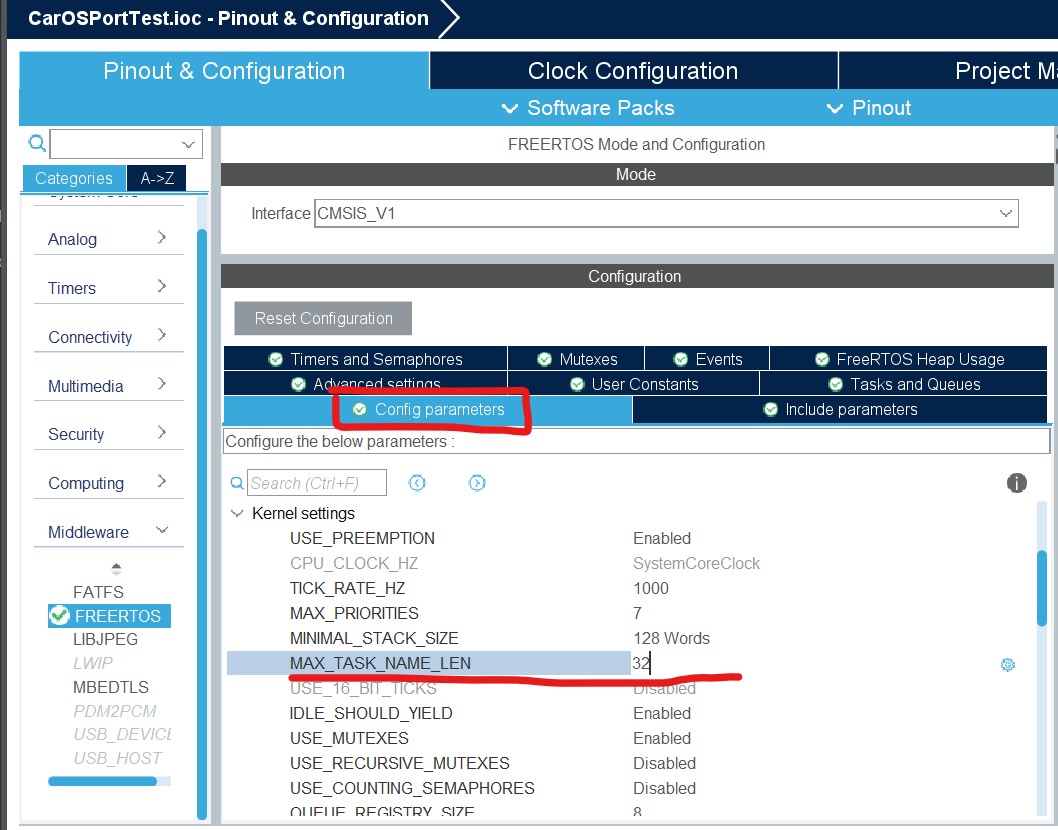 CarOSPortTest.ioc - Pinout & Configuration
Pinout & Configuration
Clock Configuration
Project Ma
Software Packs
Pinout
Categories
A->Z
System Core
Analog
Timers
Connectivity
Multimedia
Security
Computing
Middleware
FATFS
FREERTOS
LIBJPEG
LWIP
MBEDTLS
PDM2PCM
USB_DEVICE
USB_HOST
FREERTOS Mode and Configuration
Mode
Interface CMSIS_V1
Configuration
Reset Configuration
Timers and Semaphores
Mutexes
Events
FreeRTOS Heap Usage
Advanced settings
User Constants
Tasks and Queues
Config parameters
Include parameters
Configure the below parameters :
Search (Ctrl+F)
Kernel settings
USE_PREEMPTION Enabled
CPU_CLOCK_HZ SystemCoreClock
TICK_RATE_HZ 1000
MAX_PRIORITIES 7
MINIMAL_STACK_SIZE 128 Words
MAX_TASK_NAME_LEN 32
USE_16_BIT_TICKS Disabled
IDLE_SHOULD_YIELD Enabled
USE_MUTEXES Enabled
USE_RECURSIVE_MUTEXES Disabled
USE_COUNTING_SEMAPHORES Disabled
QUEUE_REGISTRY_SIZE 8